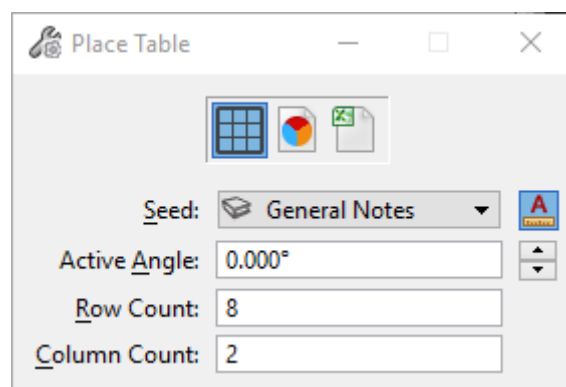 Place Table
Seed: General Notes
Active Angle: 0.000°
Row Count: 8
Column Count: 2